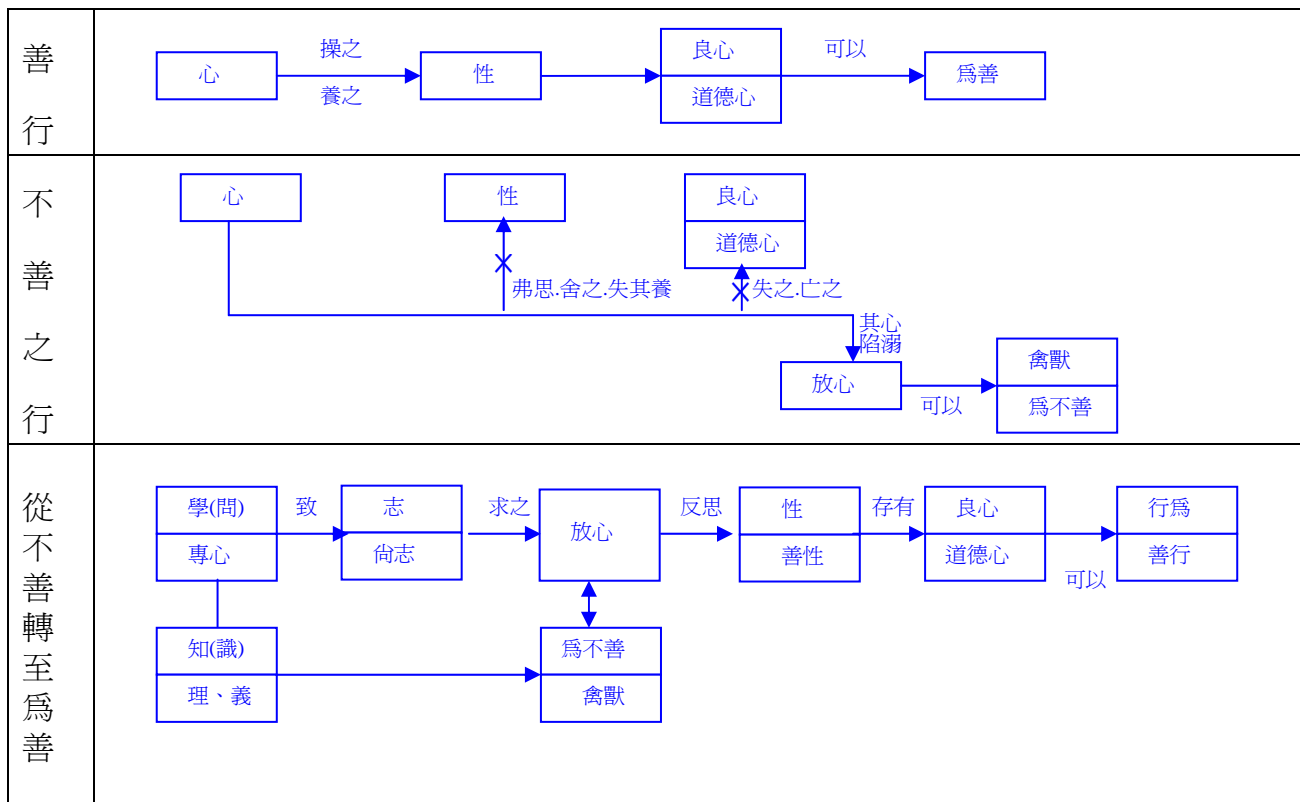 善行
心
操之
養之
性
良心
道德心
可以
爲善
不善之行
心
性
良心
道德心
弗思.舍之.失其養
失之.亡之
其心
陷溺
放心
可以
禽獸
爲不善
從不善轉至爲善
學(問)
專心
致
志
尙志
求之
放心
反思
性
善性
存有
良心
道德心
可以
行爲
善行
知(識)
理、義
爲不善
禽獸